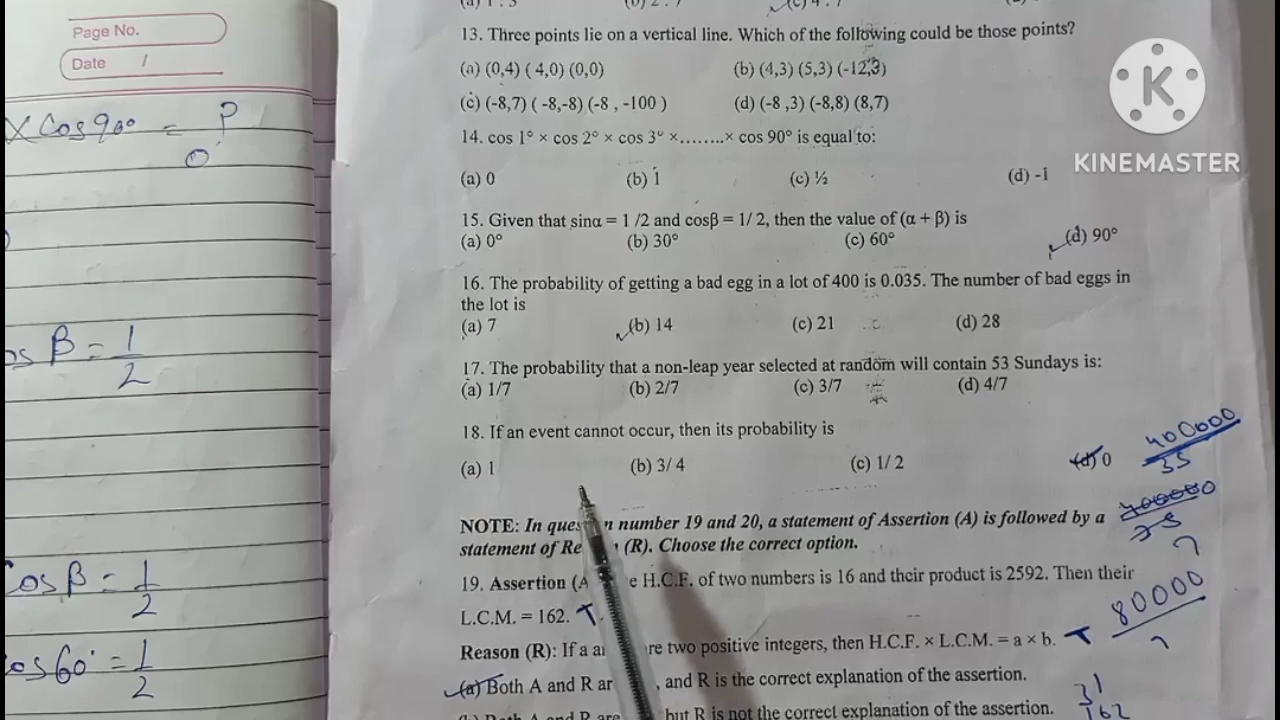 Page No.
Date /
X Cos 90° = ?
0
os β = 1/2
Cos β = 1/2
Cos 60° = 1/2
13. Three points lie on a vertical line. Which of the following could be those points?
(a) (0,4) ( 4,0) (0,0) (b) (4,3) (5,3) (-12,3)
(c) (-8,7) ( -8,-8) (-8 , -100 ) (d) (-8 ,3) (-8,8) (8,7)
14. cos 1° × cos 2° × cos 3° ×……..× cos 90° is equal to:
(a) 0 (b) 1 (c) ½ (d) -1
15. Given that sinα = 1 /2 and cosβ = 1/ 2, then the value of (α + β) is
(a) 0° (b) 30° (c) 60° (d) 90°
16. The probability of getting a bad egg in a lot of 400 is 0.035. The number of bad eggs in
the lot is
(a) 7 (b) 14 (c) 21 (d) 28
17. The probability that a non-leap year selected at random will contain 53 Sundays is:
(a) 1/7 (b) 2/7 (c) 3/7 (d) 4/7
18. If an event cannot occur, then its probability is
(a) 1 (b) 3/ 4 (c) 1/ 2 (d) 0
400000
35
7
80000
7
NOTE: In number 19 and 20, a statement of Assertion (A) is followed by a
statement of (R). Choose the correct option.
19. Assertion H.C.F. of two numbers is 16 and their product is 2592. Then their
L.C.M. = 162. T
Reason (R): If a two positive integers, then H.C.F. × L.C.M. = a × b. T
(a) Both A and R , and R is the correct explanation of the assertion.
but R is not the correct explanation of the assertion.
31
162
KINEMASTER